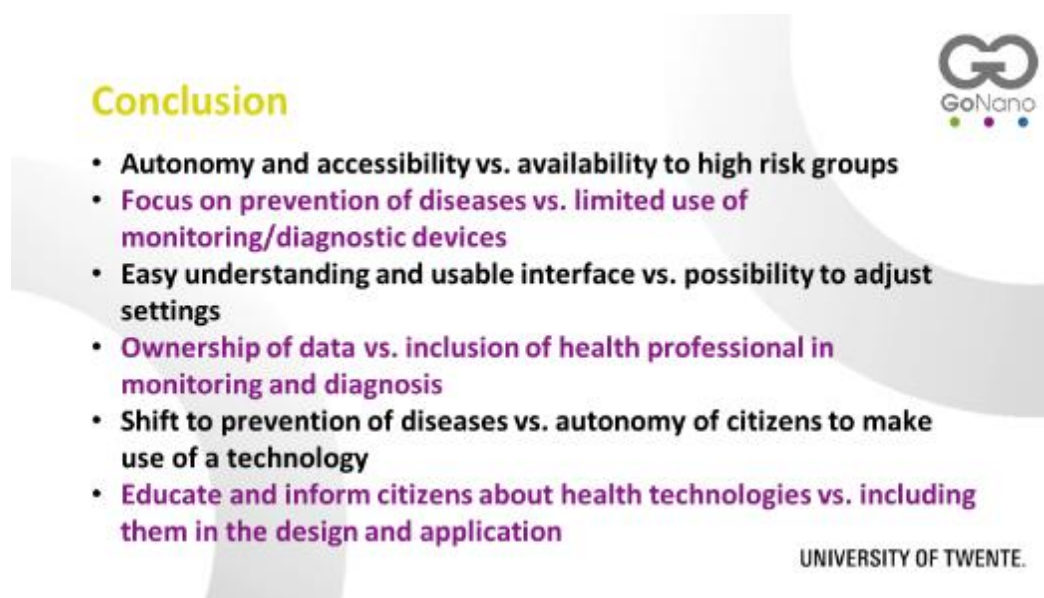 GoNano
Conclusion
• Autonomy and accessibility vs. availability to high risk groups
• Focus on prevention of diseases vs. limited use of
monitoring/diagnostic devices
• Easy understanding and usable interface vs. possibility to adjust
settings
• Ownership of data vs. inclusion of health professional in
monitoring and diagnosis
• Shift to prevention of diseases vs. autonomy of citizens to make
use of a technology
• Educate and inform citizens about health technologies vs. including
them in the design and application
UNIVERSITY OF TWENTE.